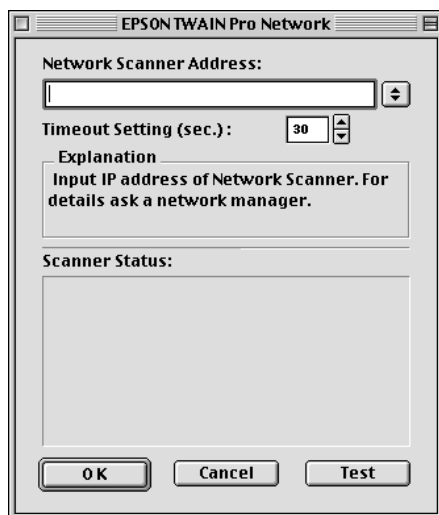 EPSON TWAIN Pro Network
Network Scanner Address:
Timeout Setting (sec.) : 30
Explanation
Input IP address of Network Scanner. For
details ask a network manager.
Scanner Status:
OK Cancel Test